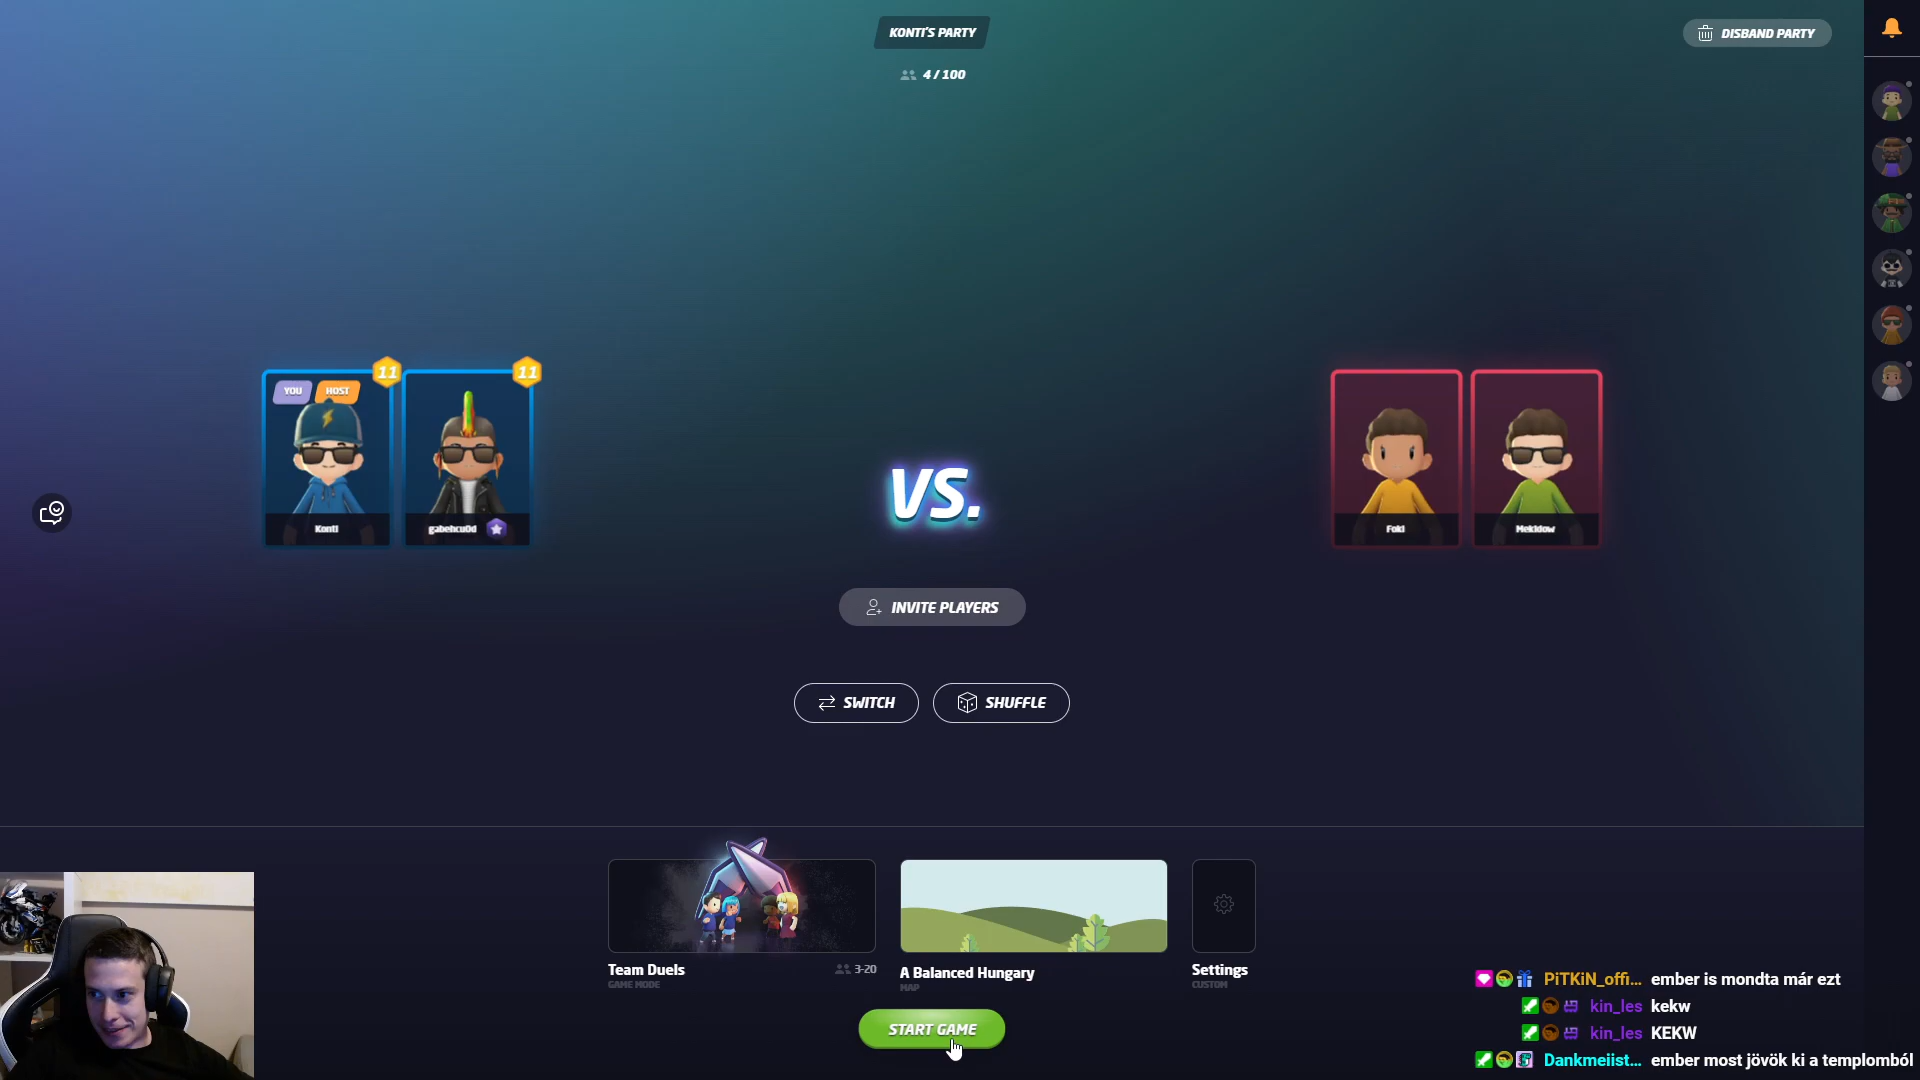 KONTI'S PARTY
DISBAND PARTY
4 / 100
11
11
YOU
HOST
Konti
gabehcu0d
VS.
Foki
Mekidow
INVITE PLAYERS
SWITCH
SHUFFLE
Team Duels
3-20
GAME MODE
A Balanced Hungary
MAP
Settings
CUSTOM
START GAME
PiTKiN_offi... ember is mondta már ezt
kin_les kekw
kin_les KEKW
Dankmeiist... ember most jövök ki a templomból